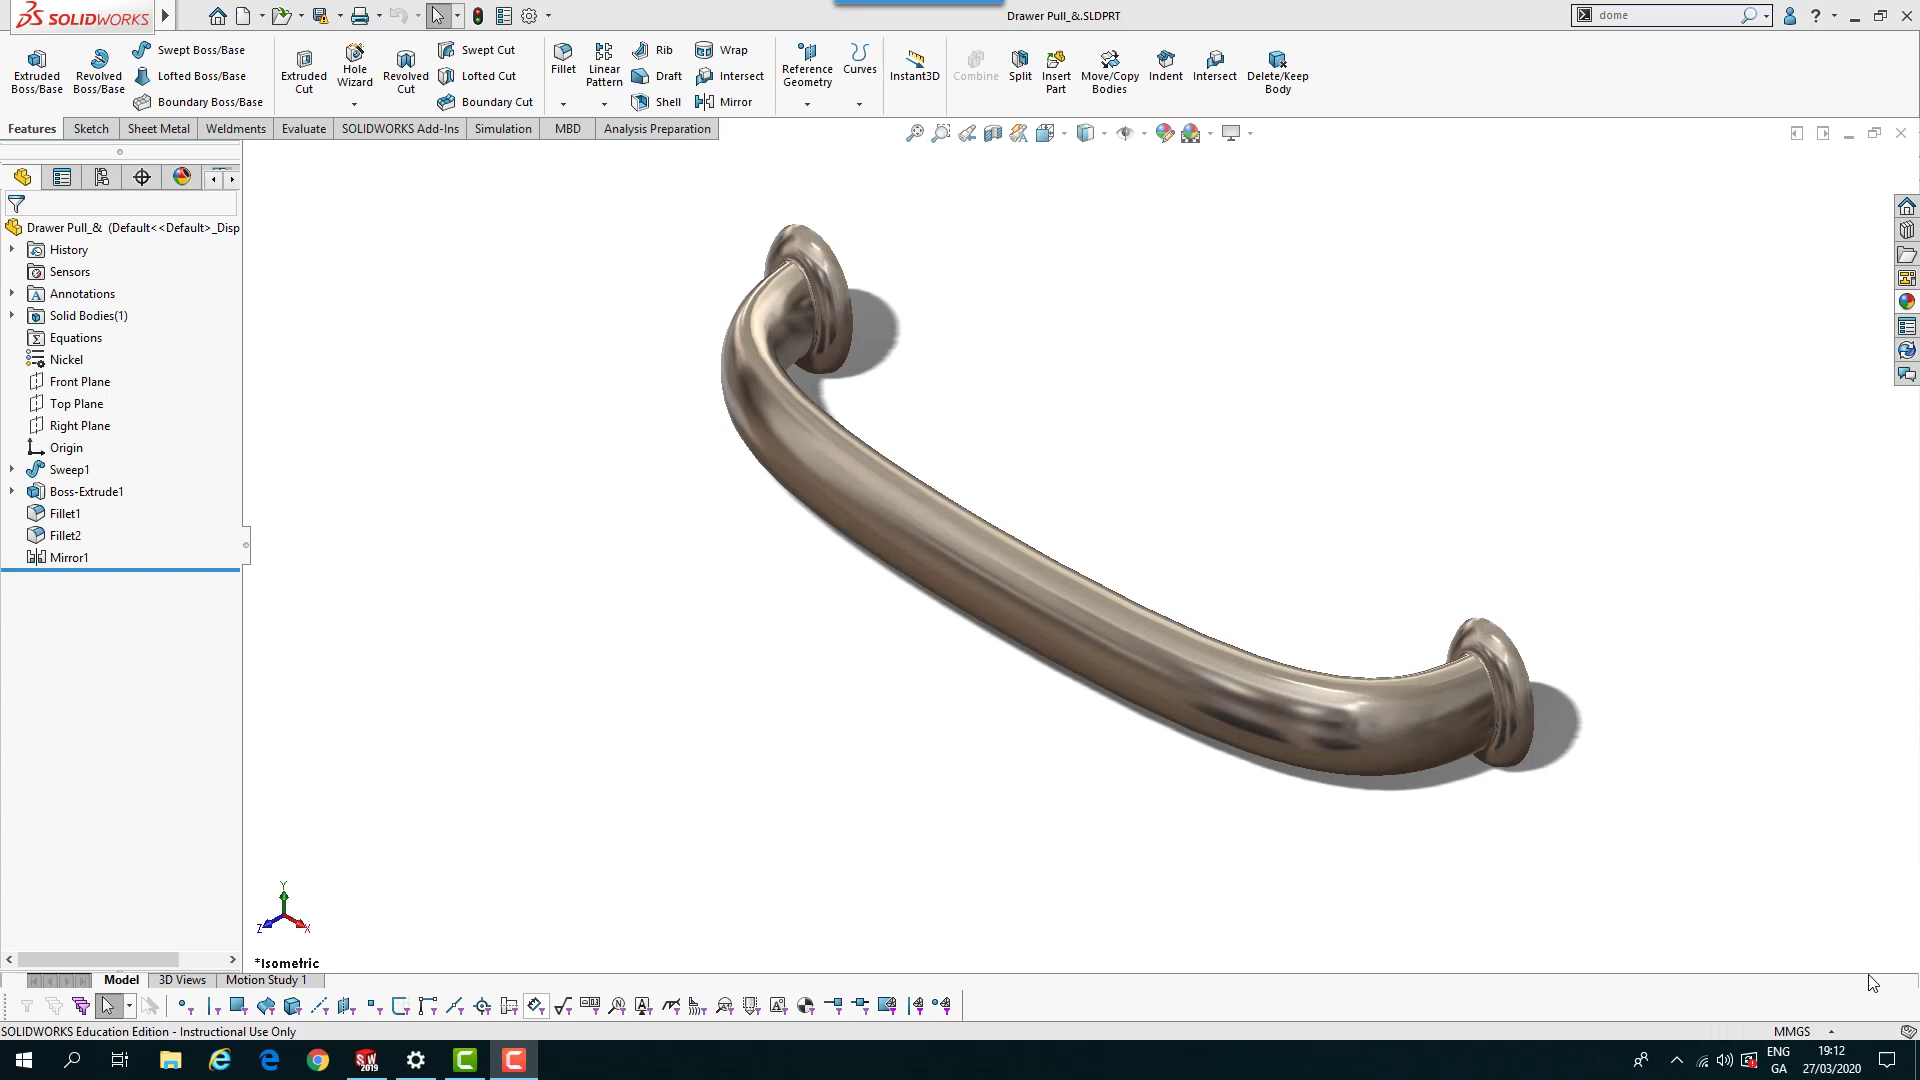 SOLIDWORKS
Drawer Pull_&.SLDPRT
dome
Extruded Boss/Base
Revolved Boss/Base
Swept Boss/Base
Lofted Boss/Base
Boundary Boss/Base
Extruded Cut
Hole Wizard
Revolved Cut
Swept Cut
Lofted Cut
Boundary Cut
Fillet
Linear Pattern
Rib
Draft
Shell
Wrap
Intersect
Mirror
Reference Geometry
Curves
Instant3D
Combine
Split
Insert Part
Move/Copy Bodies
Indent
Intersect
Delete/Keep Body
Features
Sketch
Sheet Metal
Weldments
Evaluate
SOLIDWORKS Add-Ins
Simulation
MBD
Analysis Preparation
Drawer Pull_& (Default<<Default>_Disp
History
Sensors
Annotations
Solid Bodies(1)
Equations
Nickel
Front Plane
Top Plane
Right Plane
Origin
Sweep1
Boss-Extrude1
Fillet1
Fillet2
Mirror1
Y
Z
X
*Isometric
Model
3D Views
Motion Study 1
SOLIDWORKS Education Edition - Instructional Use Only
MMGS
SW
2019
ENG
GA
19:12
27/03/2020